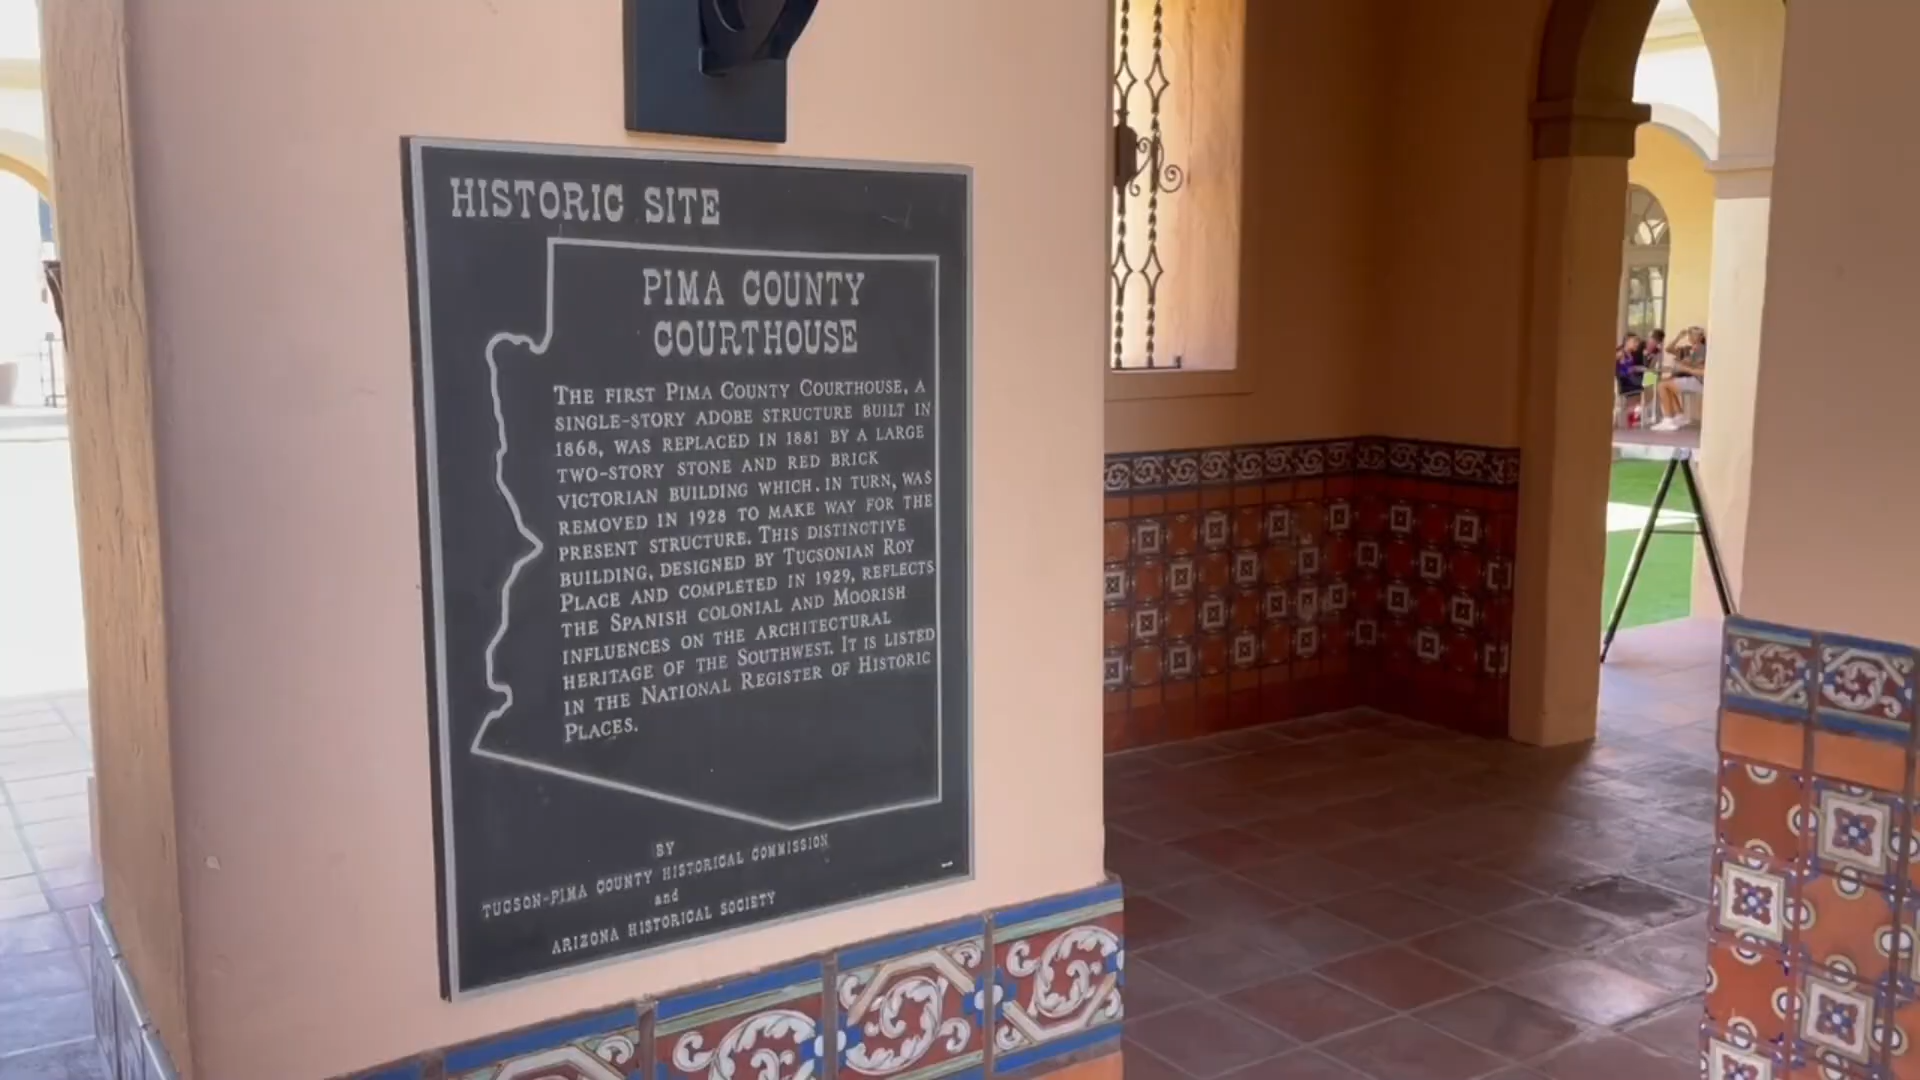 HISTORIC SITE
PIMA COUNTY
COURTHOUSE
THE FIRST PIMA COUNTY COURTHOUSE, A
SINGLE-STORY ADOBE STRUCTURE BUILT IN
1868, WAS REPLACED IN 1881 BY A LARGE
TWO-STORY STONE AND RED BRICK
VICTORIAN BUILDING WHICH, IN TURN, WAS
REMOVED IN 1928 TO MAKE WAY FOR THE
PRESENT STRUCTURE. THIS DISTINCTIVE
BUILDING, DESIGNED BY TUCSONIAN ROY
PLACE AND COMPLETED IN 1929, REFLECTS
THE SPANISH COLONIAL AND MOORISH
INFLUENCES ON THE ARCHITECTURAL
HERITAGE OF THE SOUTHWEST. IT IS LISTED
IN THE NATIONAL REGISTER OF HISTORIC
PLACES.
BY
TUCSON-PIMA COUNTY HISTORICAL COMMISSION
and
ARIZONA HISTORICAL SOCIETY